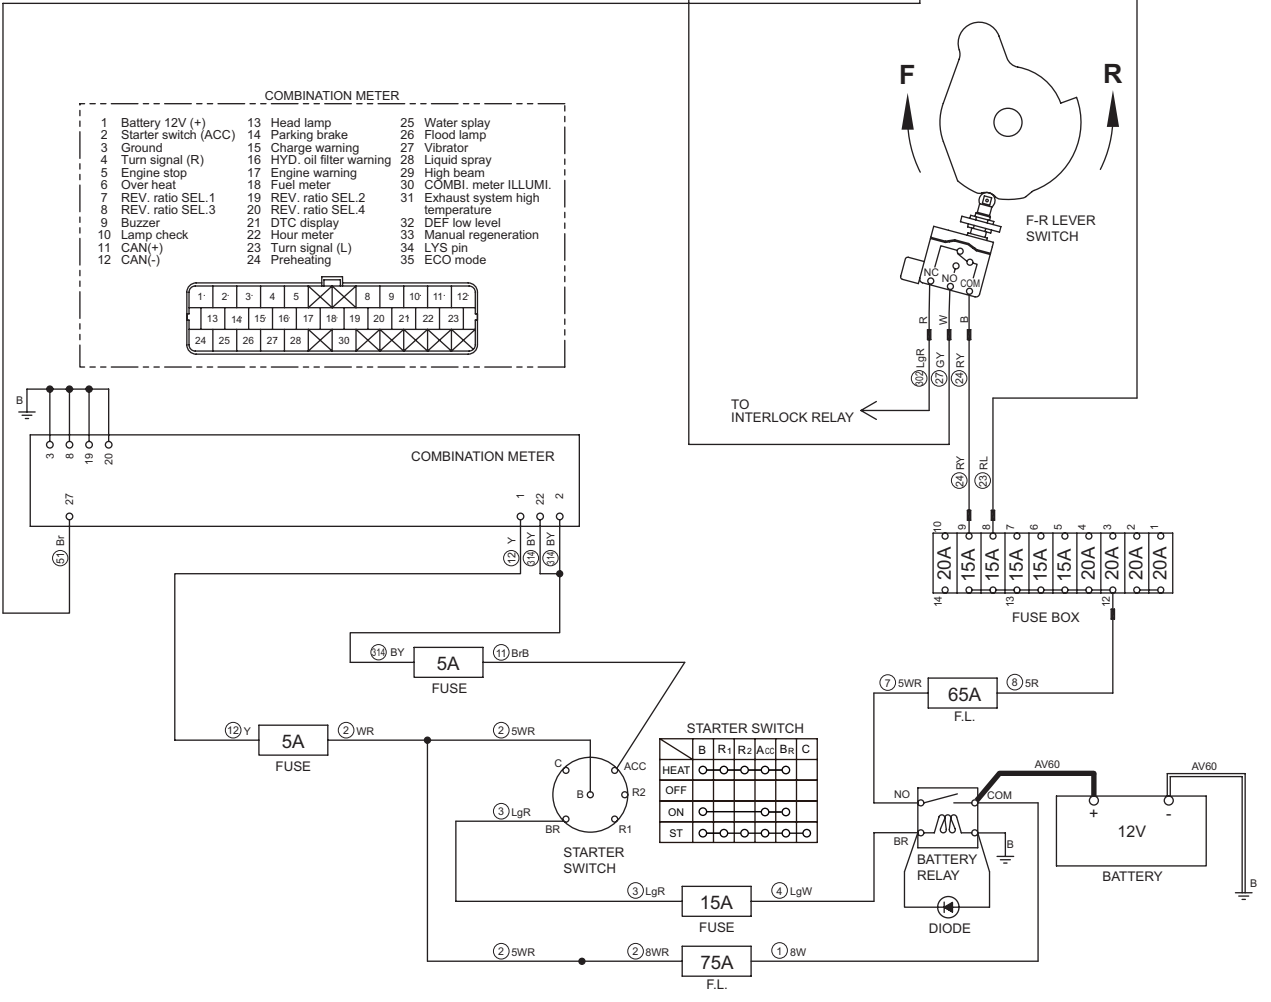 F
R
F-R LEVER
SWITCH
NC
NO
COM
R
W
B
302 LgR
27 GY
24 RY
TO
INTERLOCK RELAY
24 RY
23 RL
COMBINATION METER
1 Battery 12V (+)
2 Starter switch (ACC)
3 Ground
4 Turn signal (R)
5 Engine stop
6 Over heat
7 REV. ratio SEL.1
8 REV. ratio SEL.3
9 Buzzer
10 Lamp check
11 CAN(+)
12 CAN(-)
13 Head lamp
14 Parking brake
15 Charge warning
16 HYD. oil filter warning
17 Engine warning
18 Fuel meter
19 REV. ratio SEL.2
20 REV. ratio SEL.4
21 DTC display
22 Hour meter
23 Turn signal (L)
24 Preheating
25 Water splay
26 Flood lamp
27 Vibrator
28 Liquid spray
29 High beam
30 COMBI. meter ILLUMI.
31 Exhaust system high
temperature
32 DEF low level
33 Manual regeneration
34 LYS pin
35 ECO mode
1 2 3 4 5 8 9 10 11 12
13 14 15 16 17 18 19 20 21 22 23
24 25 26 27 28 30
B
3 8 19 20
COMBINATION METER
27 1 22 2
51 Br
12 Y
314 BY
314 BY
10 9 8 7 6 5 4 3 2 1
20A 15A 15A 15A 15A 15A 20A 20A 20A 20A
14 13 12
FUSE BOX
314 BY
5A
11 BrB
FUSE
7 5WR
65A
8 5R
F.L.
12 Y
5A
2 WR
FUSE
2 5WR
C
ACC
B
R2
BR
R1
3 LgR
STARTER
SWITCH
STARTER SWITCH
B R1 R2 ACC BR C
HEAT
OFF
ON
ST
NO
COM
BR
B
BATTERY
RELAY
DIODE
AV60
AV60
+
-
12V
BATTERY
B
3 LgR
15A
4 LgW
FUSE
2 5WR
2 8WR
75A
1 8W
F.L.